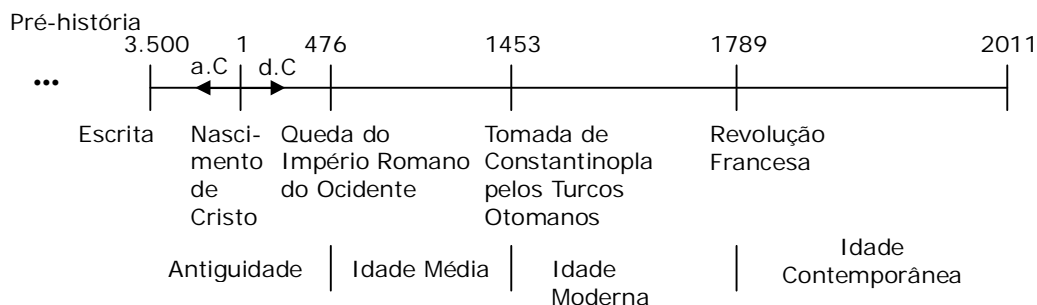 Pré-história
3.500 1 476 1453 1789 2011
a.C d.C
...
Escrita
Nasci-
mento
de
Cristo
Queda do
Império Romano
do Ocidente
Tomada de
Constantinopla
pelos Turcos
Otomanos
Revolução
Francesa
Antiguidade
Idade Média
Idade
Moderna
Idade
Contemporânea